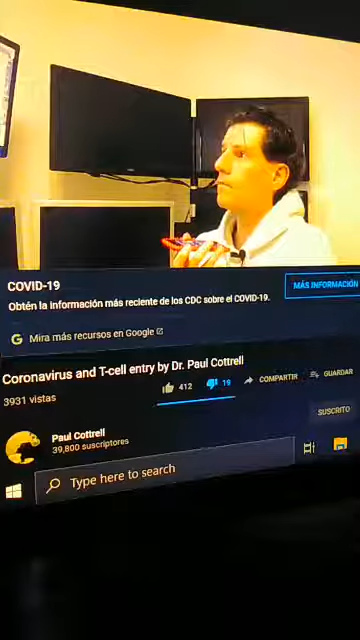 COVID-19
MÁS INFORMACIÓN
Obtén la información más reciente de los CDC sobre el COVID-19.
G Mira más recursos en Google
Coronavirus and T-cell entry by Dr. Paul Cottrell
3931 vistas
412
19
COMPARTIR
GUARDAR
Paul Cottrell
39,800 suscriptores
SUSCRITO
Type here to search